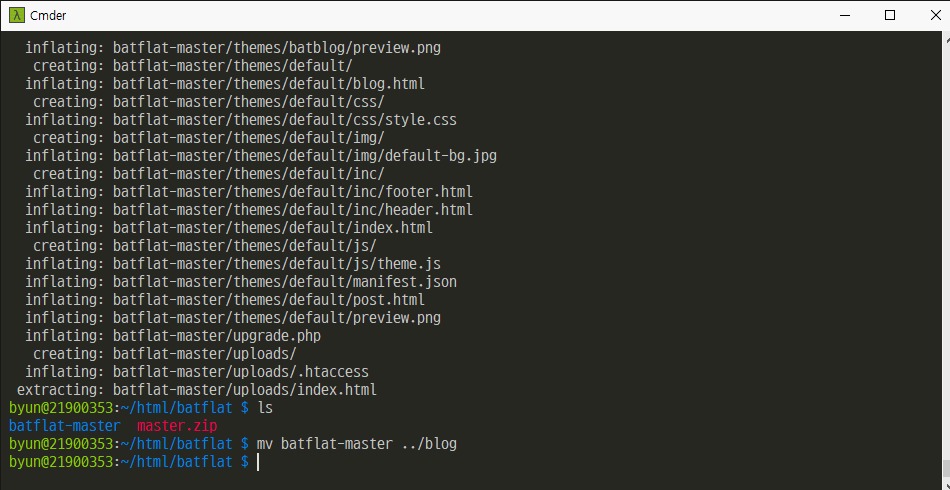 λ Cmder
inflating: batflat-master/themes/batblog/preview.png
creating: batflat-master/themes/default/
inflating: batflat-master/themes/default/blog.html
creating: batflat-master/themes/default/css/
inflating: batflat-master/themes/default/css/style.css
creating: batflat-master/themes/default/img/
inflating: batflat-master/themes/default/img/default-bg.jpg
creating: batflat-master/themes/default/inc/
inflating: batflat-master/themes/default/inc/footer.html
inflating: batflat-master/themes/default/inc/header.html
inflating: batflat-master/themes/default/index.html
creating: batflat-master/themes/default/js/
inflating: batflat-master/themes/default/js/theme.js
inflating: batflat-master/themes/default/manifest.json
inflating: batflat-master/themes/default/post.html
inflating: batflat-master/themes/default/preview.png
inflating: batflat-master/upgrade.php
creating: batflat-master/uploads/
inflating: batflat-master/uploads/.htaccess
extracting: batflat-master/uploads/index.html
byun@21900353:~/html/batflat $ ls
batflat-master  master.zip
byun@21900353:~/html/batflat $ mv batflat-master ../blog
byun@21900353:~/html/batflat $